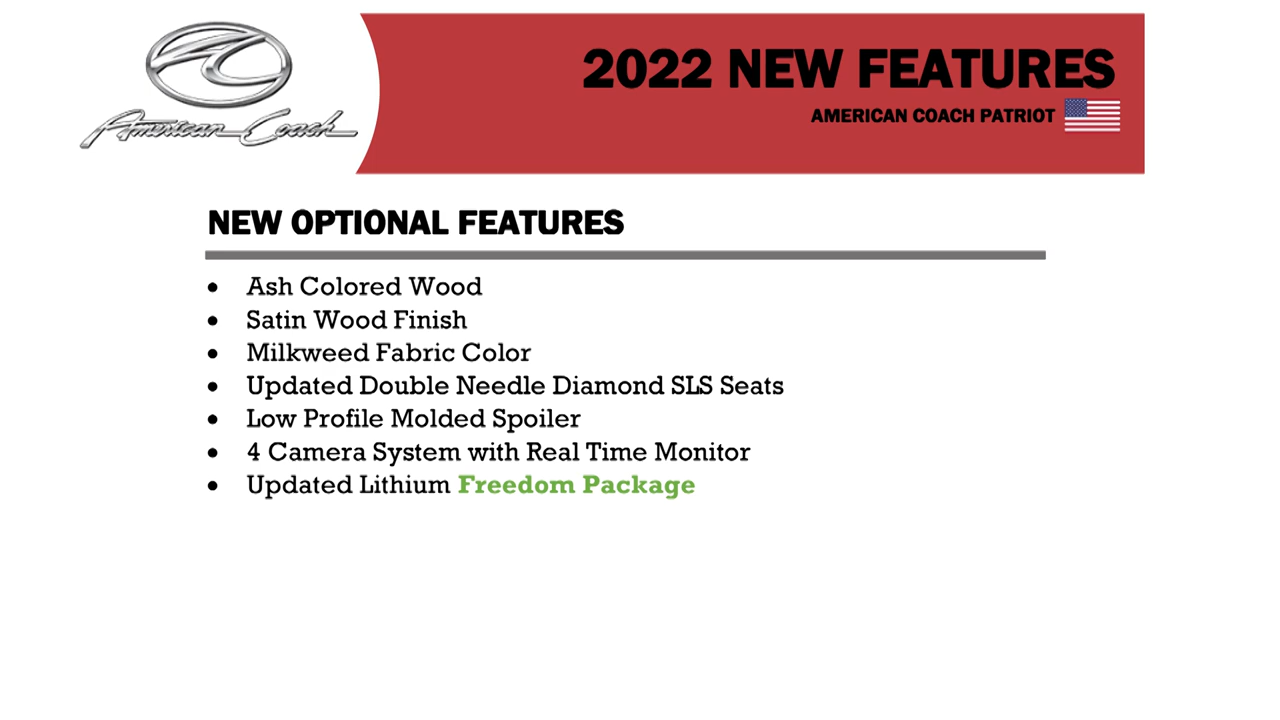 American Coach
2022 NEW FEATURES
AMERICAN COACH PATRIOT
NEW OPTIONAL FEATURES
• Ash Colored Wood
• Satin Wood Finish
• Milkweed Fabric Color
• Updated Double Needle Diamond SLS Seats
• Low Profile Molded Spoiler
• 4 Camera System with Real Time Monitor
• Updated Lithium Freedom Package